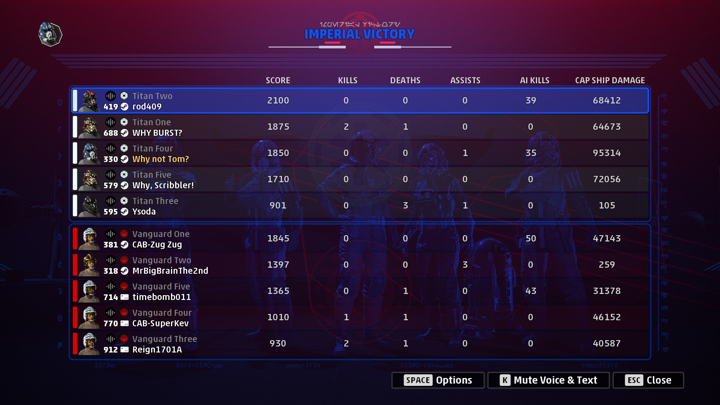 IMPERIAL VICTORY
SCORE KILLS DEATHS ASSISTS AI KILLS CAP SHIP DAMAGE
Titan Two
419 rod409 2100 0 0 0 39 68412
Titan One
688 WHY BURST? 1875 2 1 0 0 64673
Titan Four
330 Why not Tom? 1850 0 0 1 35 95314
Titan Five
579 Why, Scribbler! 1710 0 0 0 0 72056
Titan Three
595 Ysoda 901 0 3 1 0 105
Vanguard One
381 CAB-Zug Zug 1845 0 0 0 50 47143
Vanguard Two
318 MrBigBrainThe2nd 1397 0 0 3 0 259
Vanguard Five
714 timebomb011 1365 0 1 0 43 31378
Vanguard Four
770 CAB-SuperKev 1010 1 1 0 0 46152
Vanguard Three
912 Reign1701A 930 2 1 0 0 40587
SPACE Options K Mute Voice & Text ESC Close